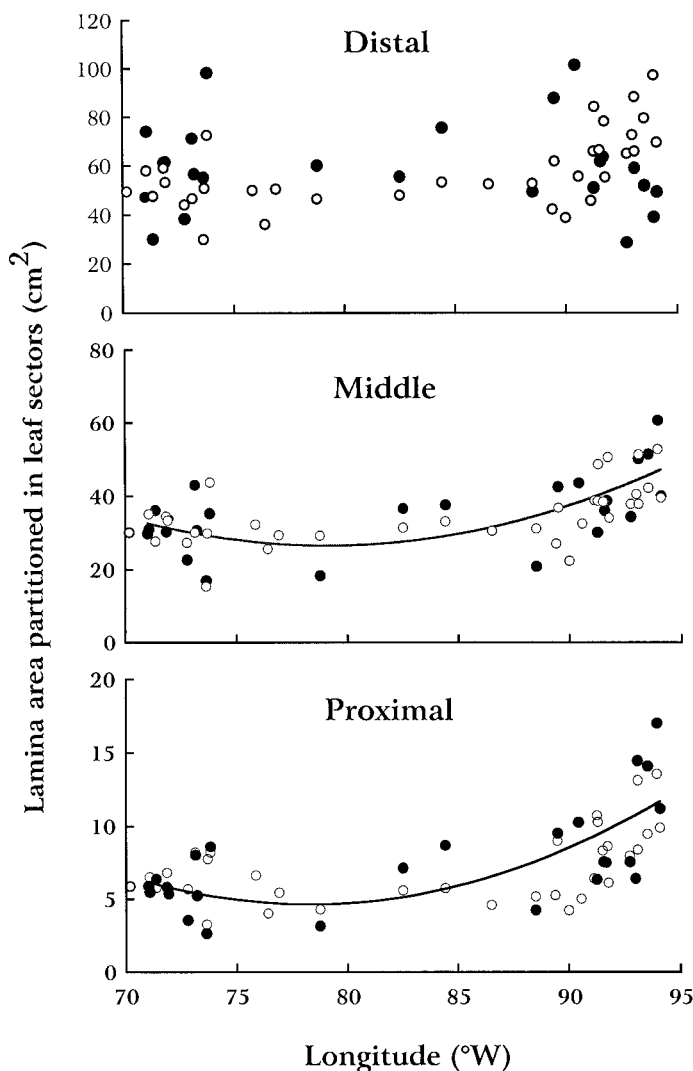 Lamina area partitioned in leaf sectors (cm²)
Distal
120
100
80
60
40
20
0
Middle
80
60
40
20
0
Proximal
20
15
10
5
0
70 75 80 85 90 95
Longitude (°W)